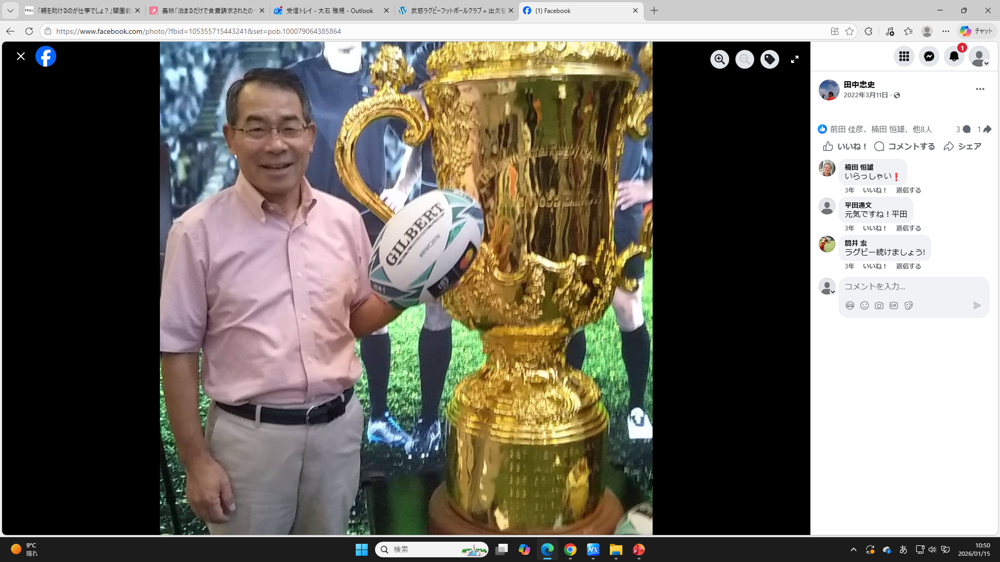 TRILL 「親を助けるのが仕事でしょ？」開園前
義姉「泊まるだけで食費請求されたの~
受信トレイ - 大石 雅規 - Outlook
武惑ラグビーフットボールクラブ » 出欠管
(1) Facebook
https://www.facebook.com/photo/?fbid=105355715443241&set=pob.100079064385864
チャット
1
田中忠史
2022年3月11日 ·
前田 佳彦、楠田 恒雄、他8人
3
1
いいね！
コメントする
シェア
楠田 恒雄
いらっしゃい❗
3年 いいね！ 返信する
平田通文
元気ですね！平田
3年 いいね！ 返信する
筒井 宏
ラグビー続けましょう!
3年 いいね！ 返信する
コメントを入力...
GIF
GILBERT
#RWC2019
9°C
晴れ
検索
あ
10:50
2026/01/15